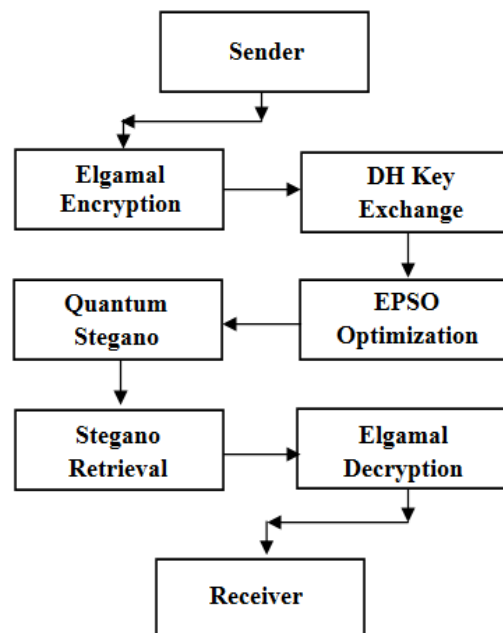 Sender
Elgamal
Encryption
DH Key
Exchange
EPSO
Optimization
Quantum
Stegano
Stegano
Retrieval
Elgamal
Decryption
Receiver